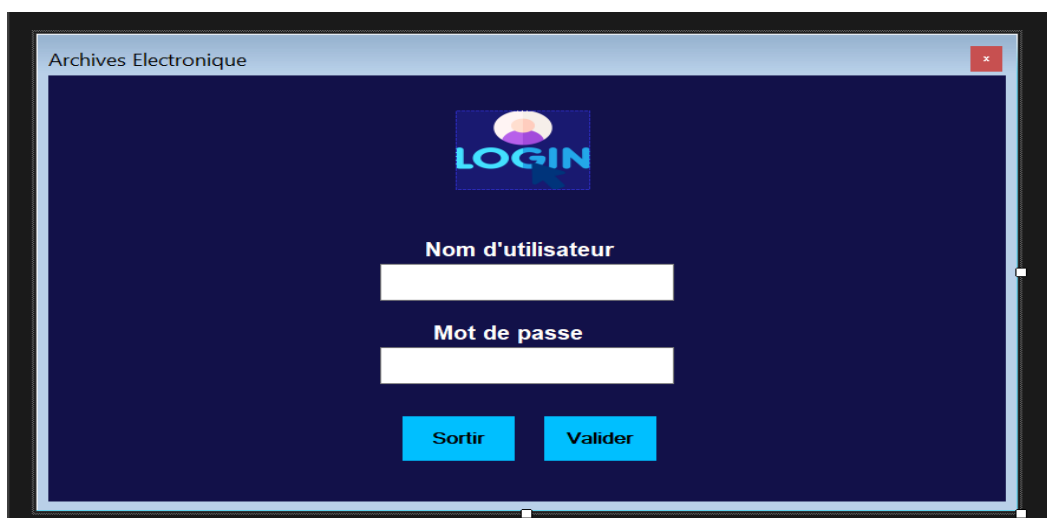 Archives Electronique
x
LOGIN
Nom d'utilisateur
Mot de passe
Sortir Valider